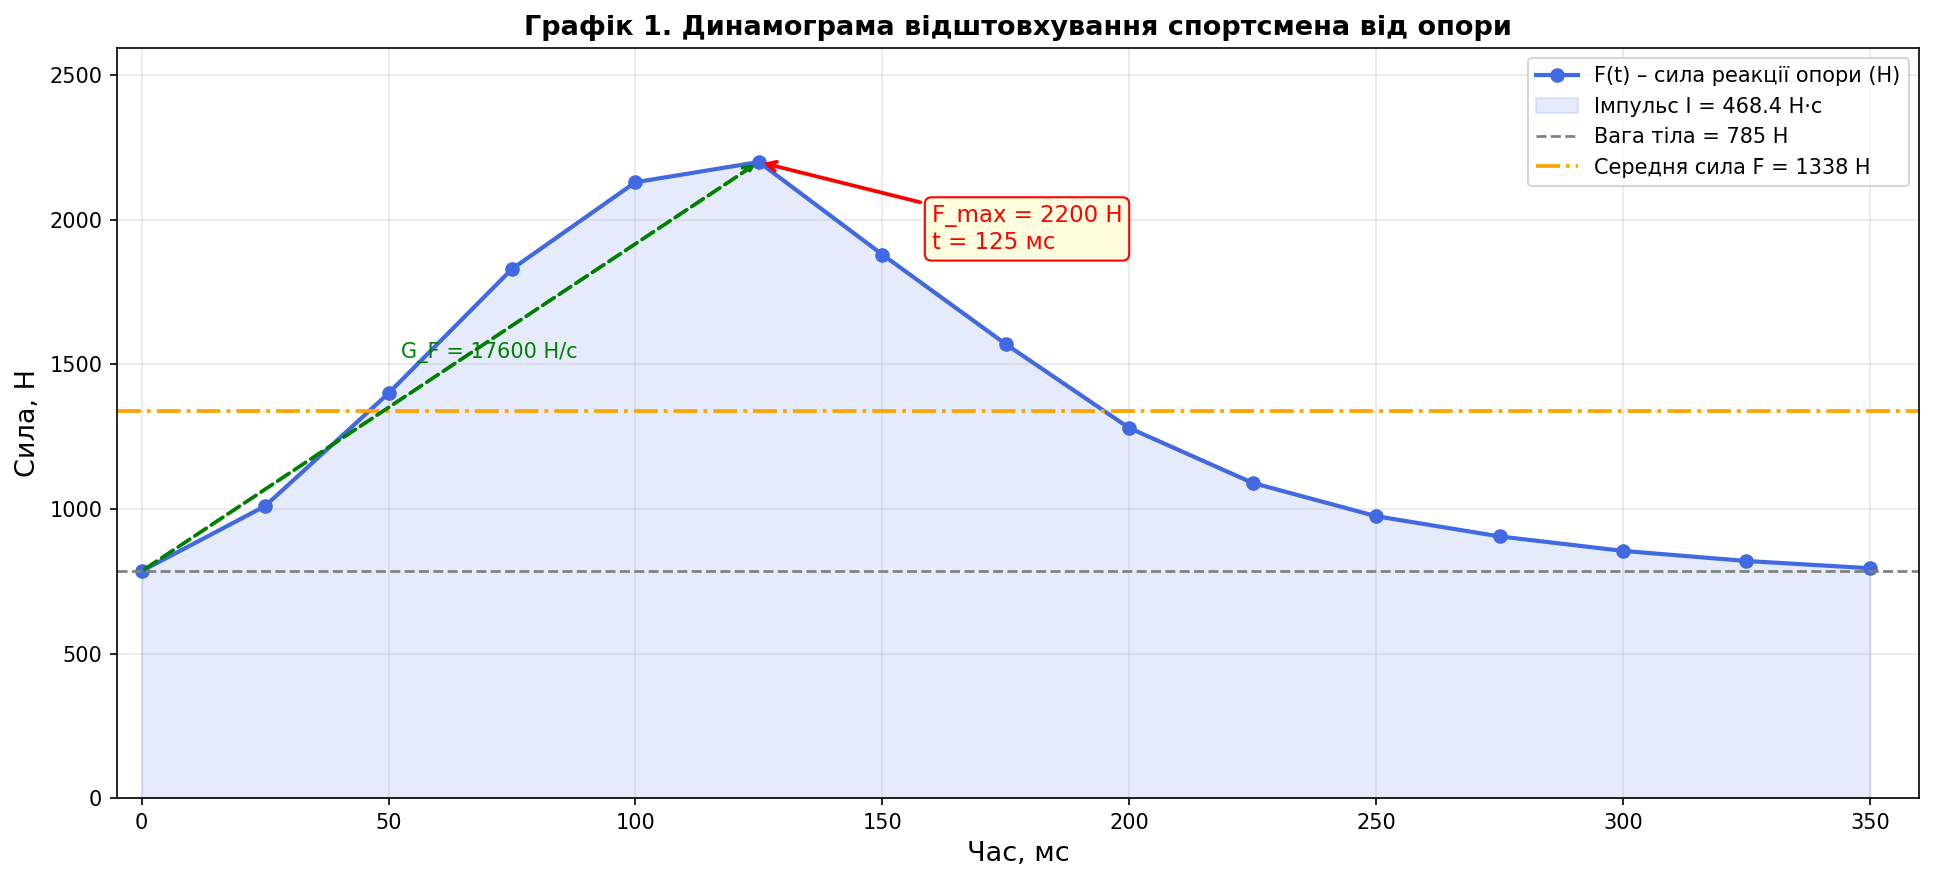 Графік 1. Динамограма відштовхування спортсмена від опори
F(t) – сила реакції опори (Н)
Імпульс I = 468.4 Н·с
Вага тіла = 785 Н
Середня сила F = 1338 Н
F_max = 2200 Н
t = 125 мс
G_F = 17600 Н/с
Сила, Н
2500
2000
1500
1000
500
0
0 50 100 150 200 250 300 350
Час, мс